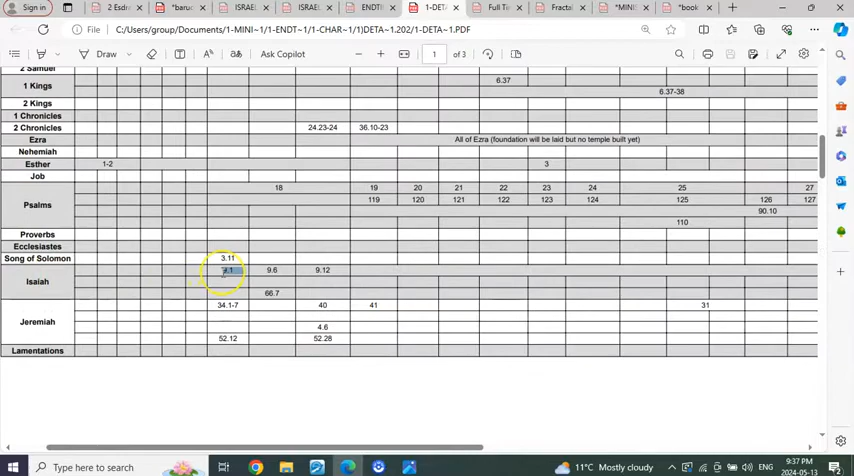 Sign in
2 Esdra
*baruc
ISRAEL
ISRAEL
ENDTII
1-DETA
Full Tim
Fractal
*MINI
*book
File C:/Users/group/Documents/1-MINI~1/1-ENDT~1/1-CHAR~1/1)DETA~1.202/1-DETA~1.PDF
Ask Copilot
1 of 3
2 Samuel
1 Kings 6.37
6.37-38
2 Kings
1 Chronicles
2 Chronicles 24.23-24 36.10-23
Ezra All of Ezra (foundation will be laid but no temple built yet)
Nehemiah
Esther 1-2 3
Job
Psalms
18 19 20 21 22 23 24 25 27
119 120 121 122 123 124 125 126 127
90.10
110
Proverbs
Ecclesiastes
Song of Solomon 3.11
Isaiah
9.1 9.6 9.12
66.7
Jeremiah
34.1-7 40 41 31
4.6
52.12 52.28
Lamentations
Type here to search
11°C Mostly cloudy
ENG
9:37 PM
2024-05-13